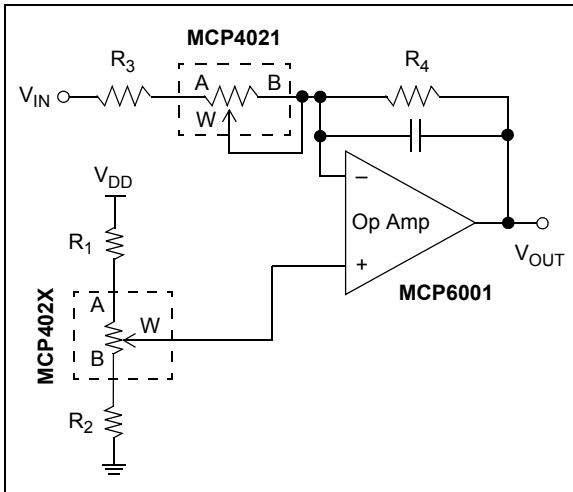 MCP4021
R3
A
B
R4
VIN
W
VDD
–
Op Amp
+
VOUT
MCP6001
R1
MCP402X
A
W
B
R2